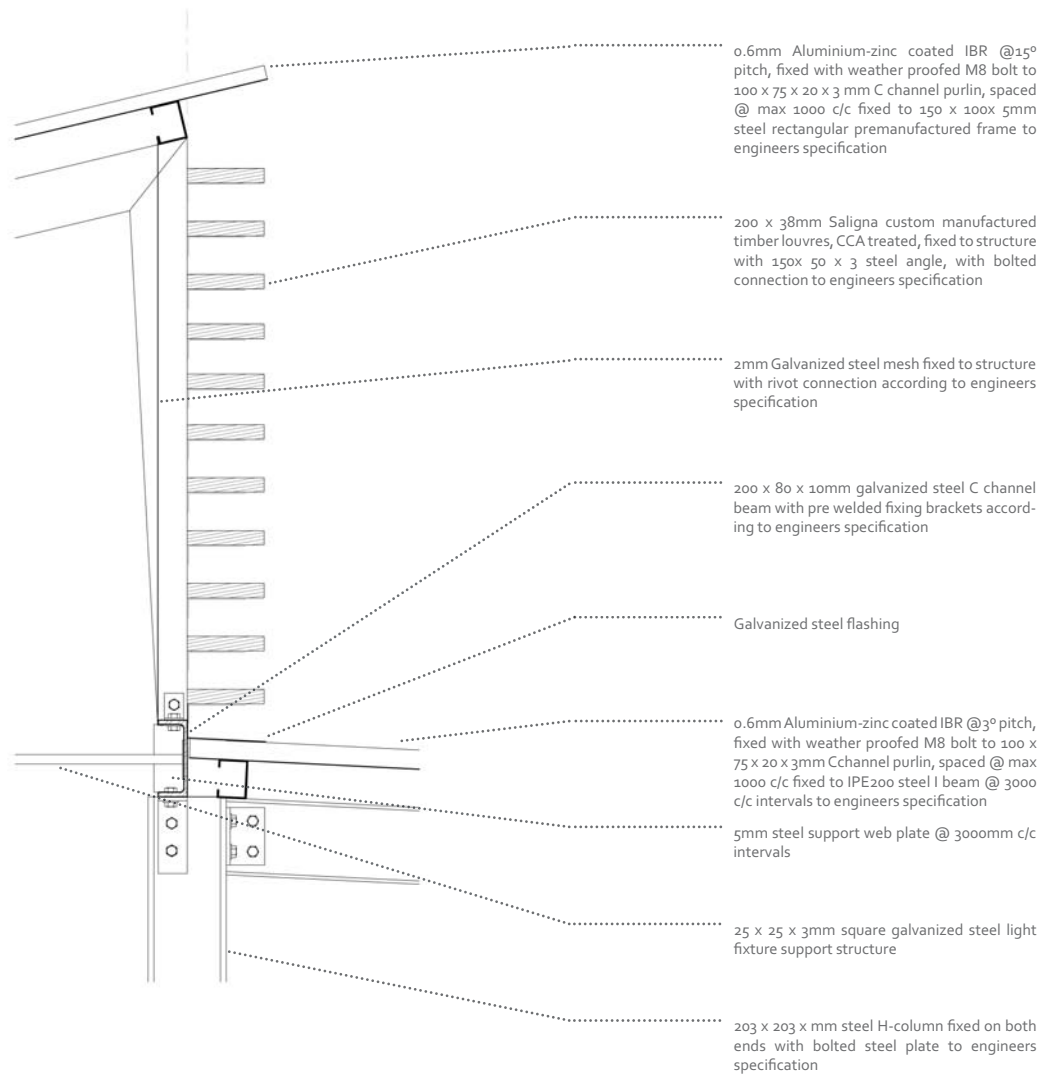 0.6mm Aluminium-zinc coated IBR @15º
pitch, fixed with weather proofed M8 bolt to
100 x 75 x 20 x 3 mm C channel purlin, spaced
@ max 1000 c/c fixed to 150 x 100x 5mm
steel rectangular premanufactured frame to
engineers specification
200 x 38mm Saligna custom manufactured
timber louvres, CCA treated, fixed to structure
with 150x 50 x 3 steel angle, with bolted
connection to engineers specification
2mm Galvanized steel mesh fixed to structure
with rivot connection according to engineers
specification
200 x 80 x 10mm galvanized steel C channel
beam with pre welded fixing brackets accord-
ing to engineers specification
Galvanized steel flashing
0.6mm Aluminium-zinc coated IBR @3º pitch,
fixed with weather proofed M8 bolt to 100 x
75 x 20 x 3mm Cchannel purlin, spaced @ max
1000 c/c fixed to IPE200 steel I beam @ 3000
c/c intervals to engineers specification
5mm steel support web plate @ 3000mm c/c
intervals
25 x 25 x 3mm square galvanized steel light
fixture support structure
203 x 203 x mm steel H-column fixed on both
ends with bolted steel plate to engineers
specification